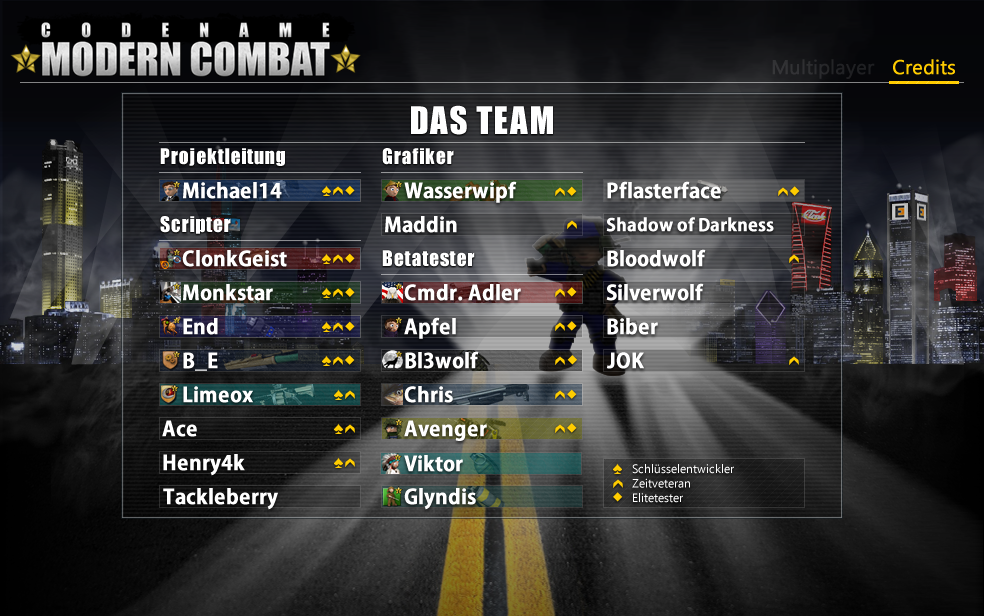 CODENAME
MODERN COMBAT
Multiplayer
Credits
DAS TEAM
Projektleitung
Michael14
Scripter
ClonkGeist
Monkstar
End
B_E
Limeox
Ace
Henry4k
Tackleberry
Grafiker
Wasserwipf
Maddin
Betatester
Cmdr. Adler
Apfel
Bl3wolf
Chris
Avenger
Viktor
Glyndis
Pflasterface
Shadow of Darkness
Bloodwolf
Silverwolf
Biber
JOK
Schlüsselentwickler
Zeitveteran
Elitetester